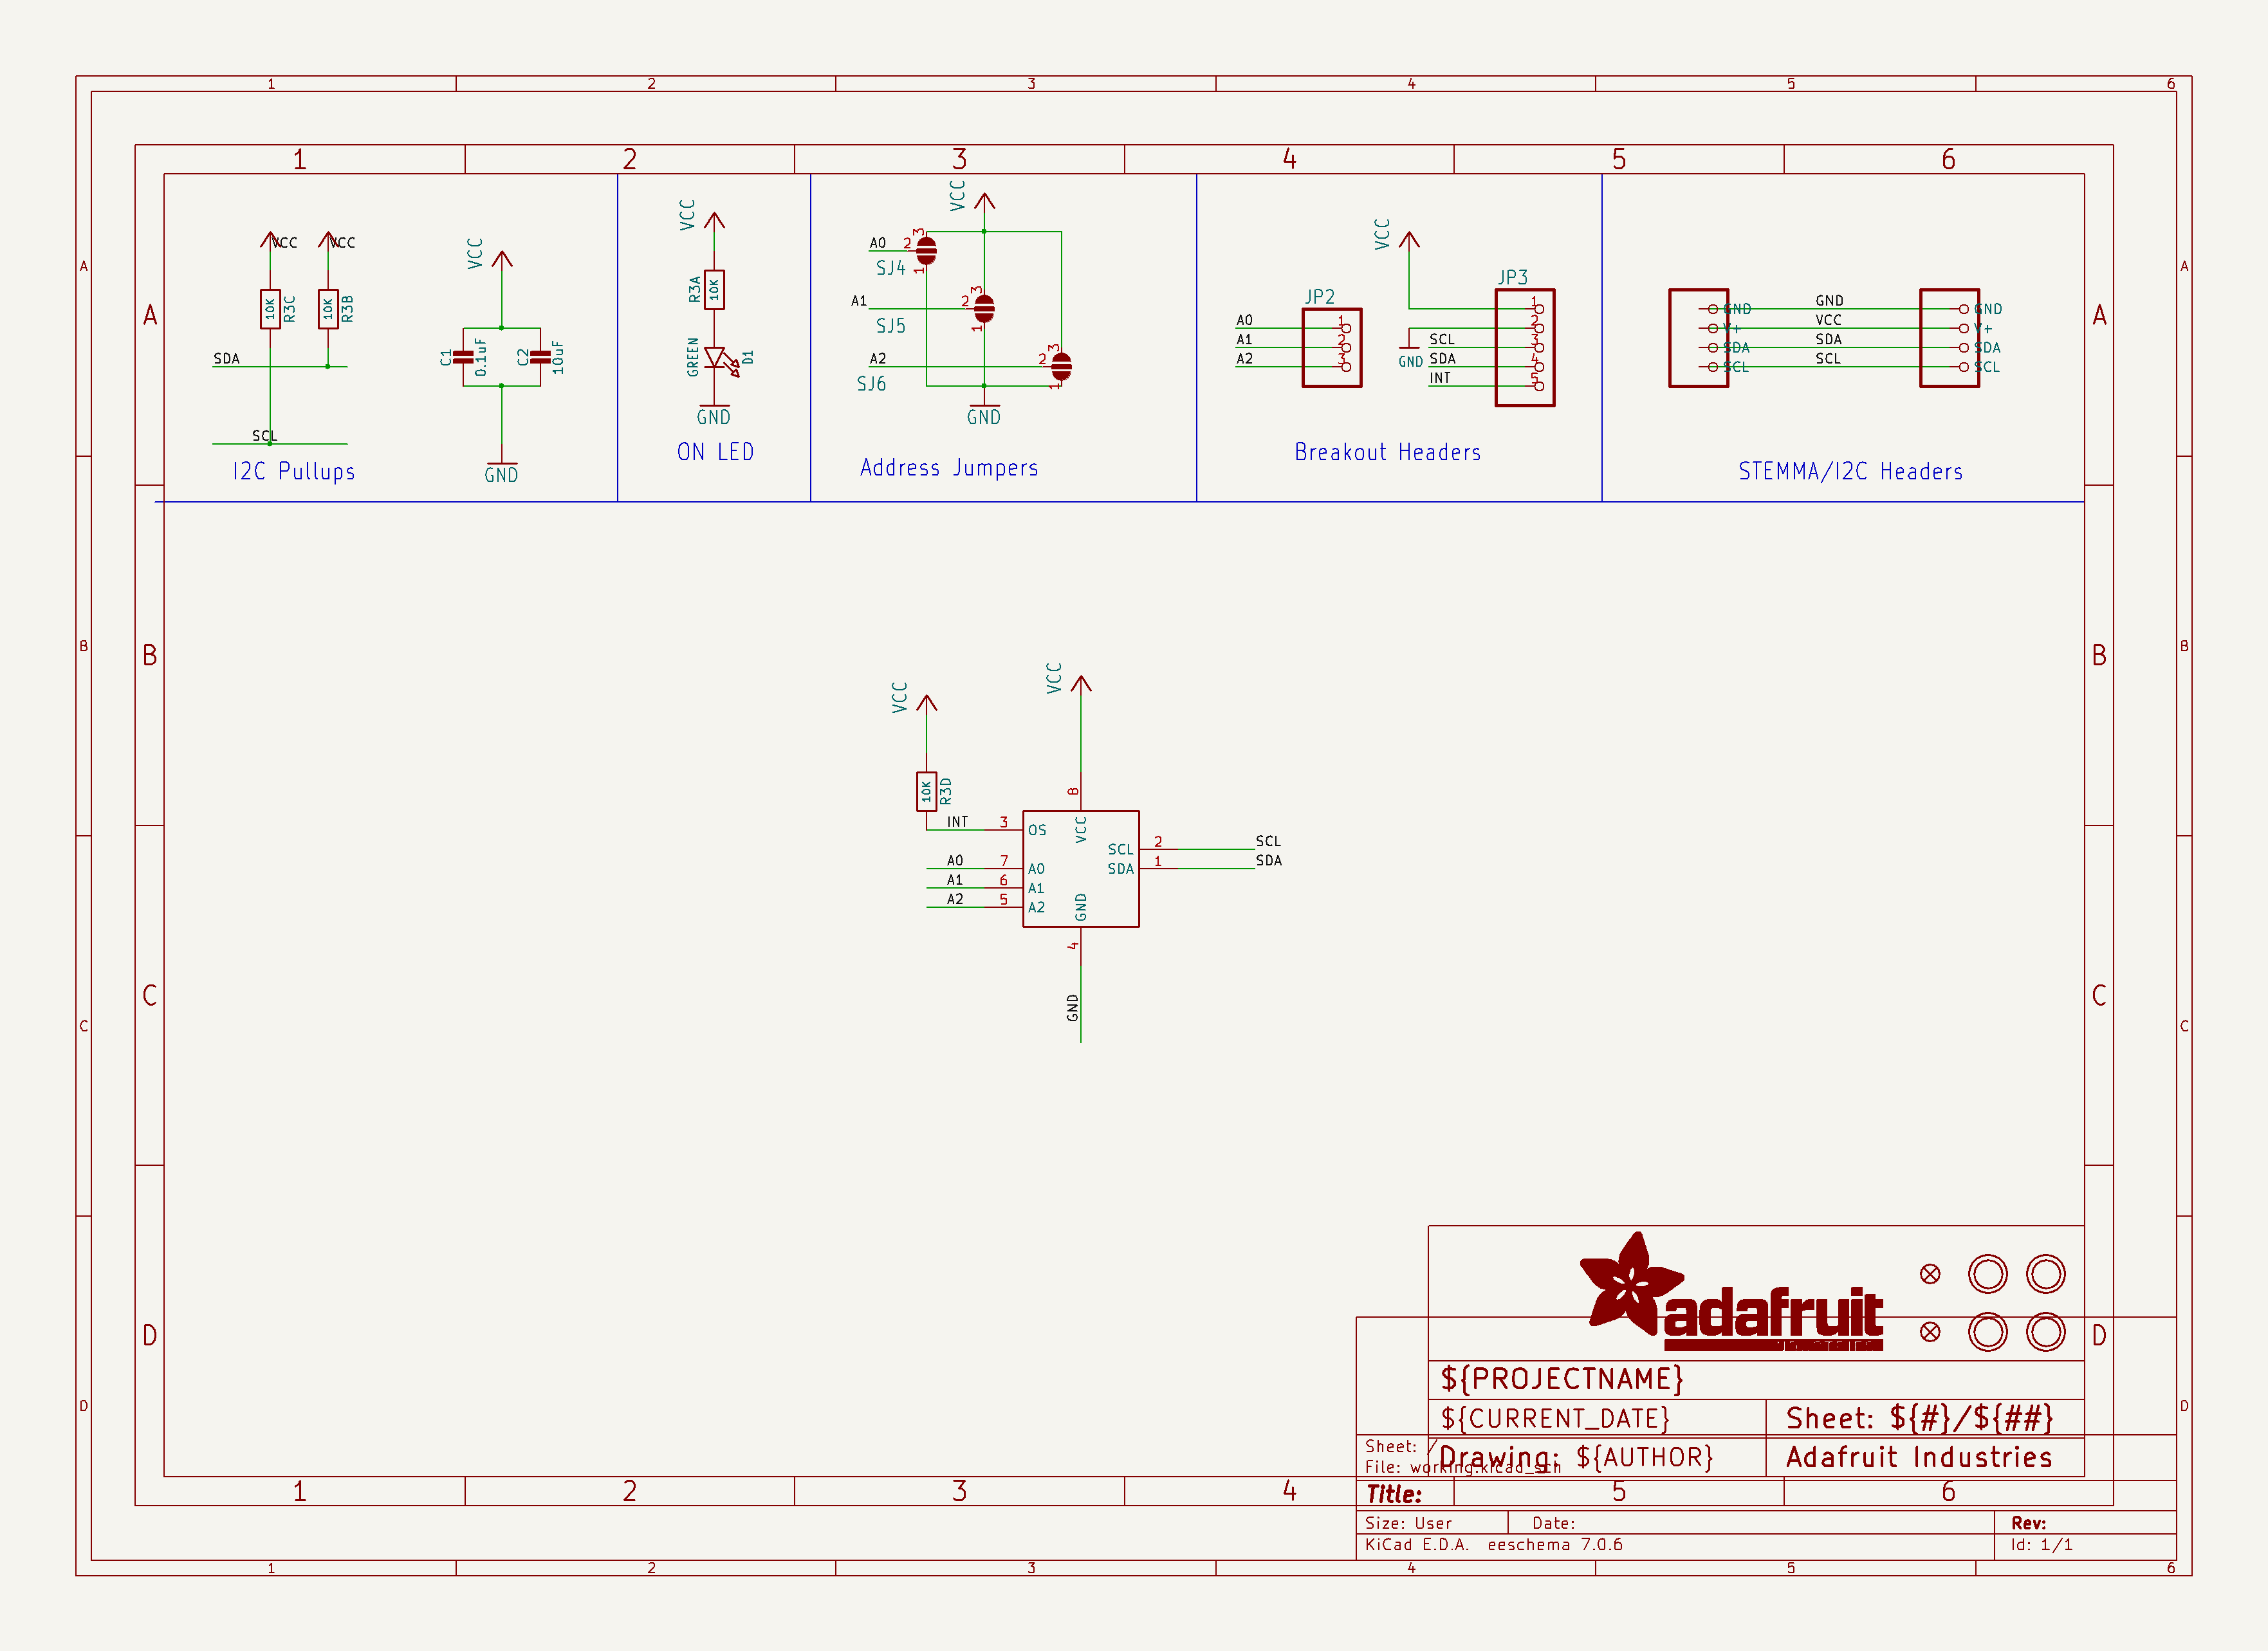 1 2 3 4 5 6
1 2 3 4 5 6
A A
A A
VCC VCC
10K R3C 10K R3B
SDA
SCL
I2C Pullups
VCC
C1 0.1uF C2 10uF
GND
VCC
R3A 10K
GREEN D1
GND
ON LED
VCC
A0 2 3 1
SJ4
A1 2 3 1
SJ5
A2 2 3 1
SJ6
GND
Address Jumpers
JP2
A0 1
A1 2
A2 3
VCC
JP3
1
2
GND
SCL 3
SDA 4
INT 5
Breakout Headers
GND GND GND
V+ VCC V+
SDA SDA SDA
SCL SCL SCL
STEMMA/I2C Headers
B B
B B
VCC
VCC
10K R3D
8
INT 3 OS VCC
SCL 2 SCL
A0 7 A0 SDA 1 SDA
A1 6 A1
A2 5 A2 GND
4
GND
C C
C C
adafruit
D D
D D
${PROJECTNAME}
${CURRENT_DATE} Sheet: ${#}/${##}
Drawing: ${AUTHOR} Adafruit Industries
Sheet: /
File: working.kicad_sch
Title:
Size: User Date: Rev:
KiCad E.D.A. eeschema 7.0.6 Id: 1/1
1 2 3 4 5 6
1 2 3 4 5 6